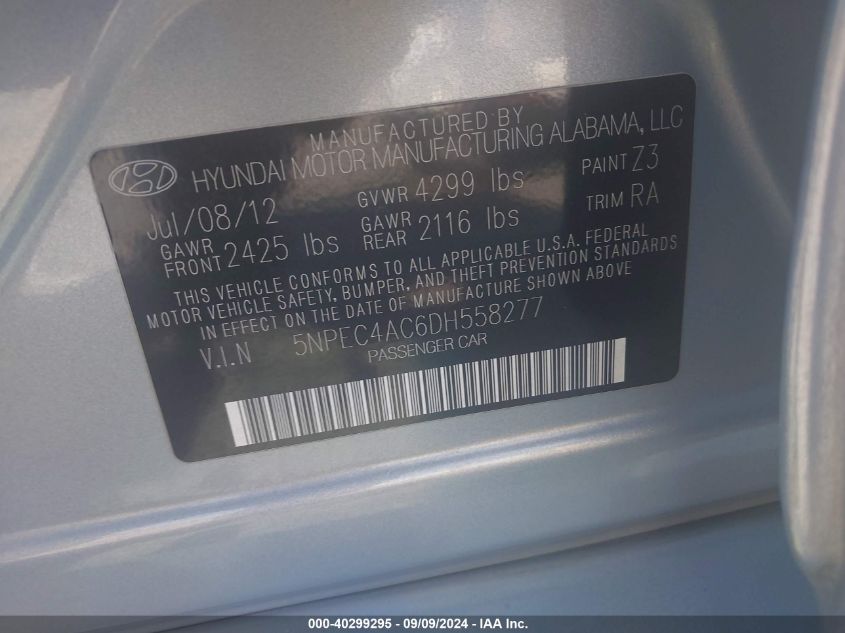 MANUFACTURED BY
HYUNDAI MOTOR MANUFACTURING ALABAMA, LLC
Jul/08/12 GVWR 4299 lbs PAINT Z3
GAWR FRONT 2425 lbs GAWR REAR 2116 lbs TRIM RA
THIS VEHICLE CONFORMS TO ALL APPLICABLE U.S.A. FEDERAL
MOTOR VEHICLE SAFETY, BUMPER, AND THEFT PREVENTION STANDARDS
IN EFFECT ON THE DATE OF MANUFACTURE SHOWN ABOVE
V.I.N 5NPEC4AC6DH558277
PASSENGER CAR
000-40299295 - 09/09/2024 - IAA Inc.